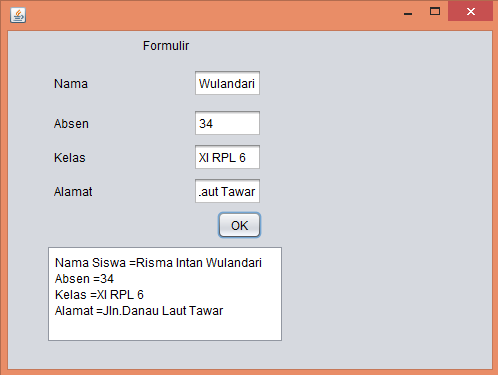 Formulir
Nama Wulandari
Absen 34
Kelas XI RPL 6
Alamat Laut Tawar
OK
Nama Siswa =Risma Intan Wulandari
Absen =34
Kelas =XI RPL 6
Alamat =Jln.Danau Laut Tawar